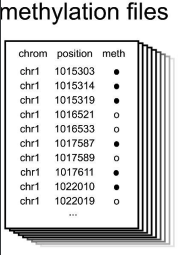 methylation files
chrom position meth
chr1 1015303 ●
chr1 1015314 ●
chr1 1015319 ●
chr1 1016521 o
chr1 1016533 o
chr1 1017587 ●
chr1 1017589 o
chr1 1017611 ●
chr1 1022010 ●
chr1 1022019 o
...